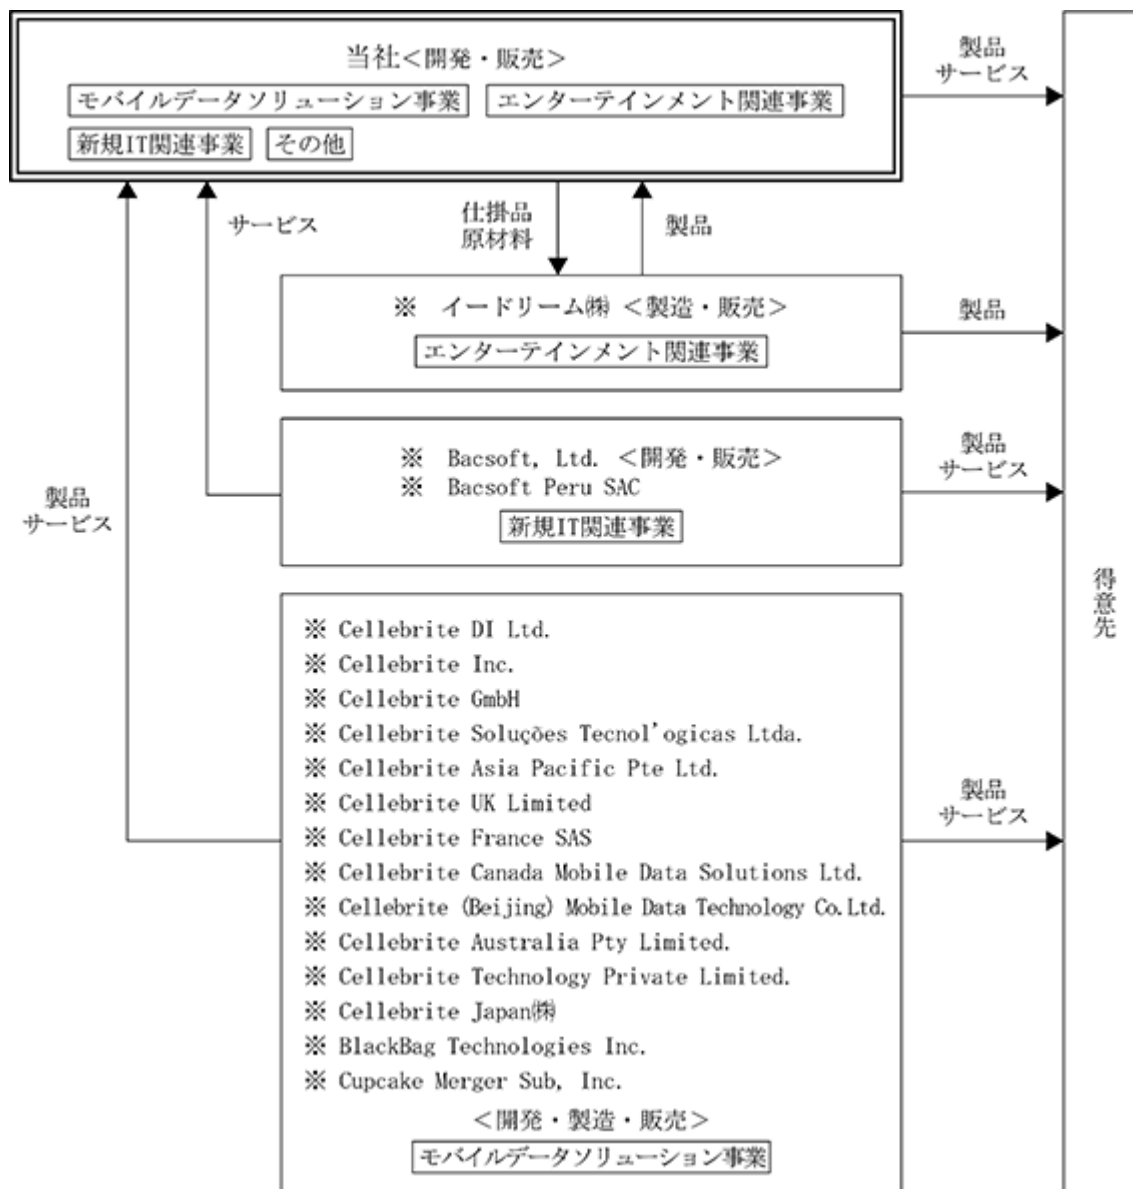 当社＜開発・販売＞
モバイルデータソリューション事業 エンターテインメント関連事業
新規IT関連事業 その他
製品
サービス
サービス
仕掛品
原材料
製品
※ イードリーム㈱ ＜製造・販売＞
エンターテインメント関連事業
製品
※ Bacsoft, Ltd. ＜開発・販売＞
※ Bacsoft Peru SAC
新規IT関連事業
製品
サービス
製品
サービス
得意先
※ Cellebrite DI Ltd.
※ Cellebrite Inc.
※ Cellebrite GmbH
※ Cellebrite Soluções Tecnol'ogicas Ltda.
※ Cellebrite Asia Pacific Pte Ltd.
※ Cellebrite UK Limited
※ Cellebrite France SAS
※ Cellebrite Canada Mobile Data Solutions Ltd.
※ Cellebrite (Beijing) Mobile Data Technology Co.Ltd.
※ Cellebrite Australia Pty Limited.
※ Cellebrite Technology Private Limited.
※ Cellebrite Japan㈱
※ BlackBag Technologies Inc.
※ Cupcake Merger Sub, Inc.
＜開発・製造・販売＞
モバイルデータソリューション事業
製品
サービス